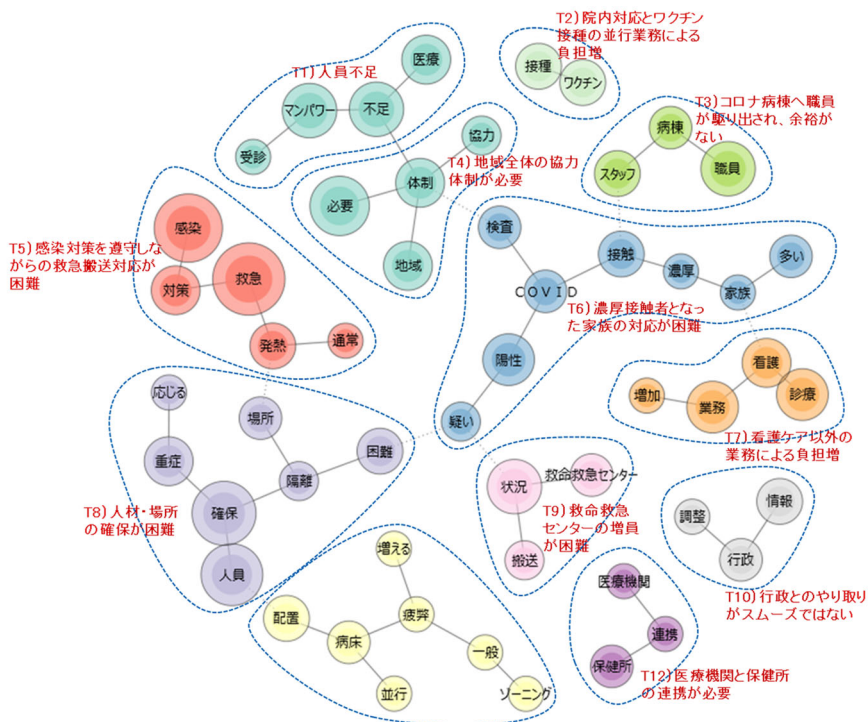 T1)人員不足
医療
マンパワー
不足
受診
T2)院内対応とワクチン
接種の並行業務による
負担増
接種
ワクチン
T3)コロナ病棟へ職員
が駆り出され、余裕が
ない
病棟
スタッフ
職員
T4)地域全体の協力
体制が必要
協力
体制
必要
地域
T5)感染対策を遵守しな
がらの救急搬送対応が
困難
感染
救急
対策
発熱
通常
検査
接触
濃厚
多い
家族
COVID
T6)濃厚接触者となっ
た家族の対応が困難
陽性
疑い
看護
診療
増加
業務
T7)看護ケア以外の
業務による負担増
応じる
場所
困難
重症
隔離
T8)人材・場所
の確保が困難
確保
人員
状況
救命救急センター
T9)救命救急
センターの増員
が困難
搬送
調整
情報
行政
T10)行政とのやり取り
がスムーズではない
増える
配置
疲弊
病床
一般
並行
ゾーニング
医療機関
連携
保健所
T12)医療機関と保健所
の連携が必要